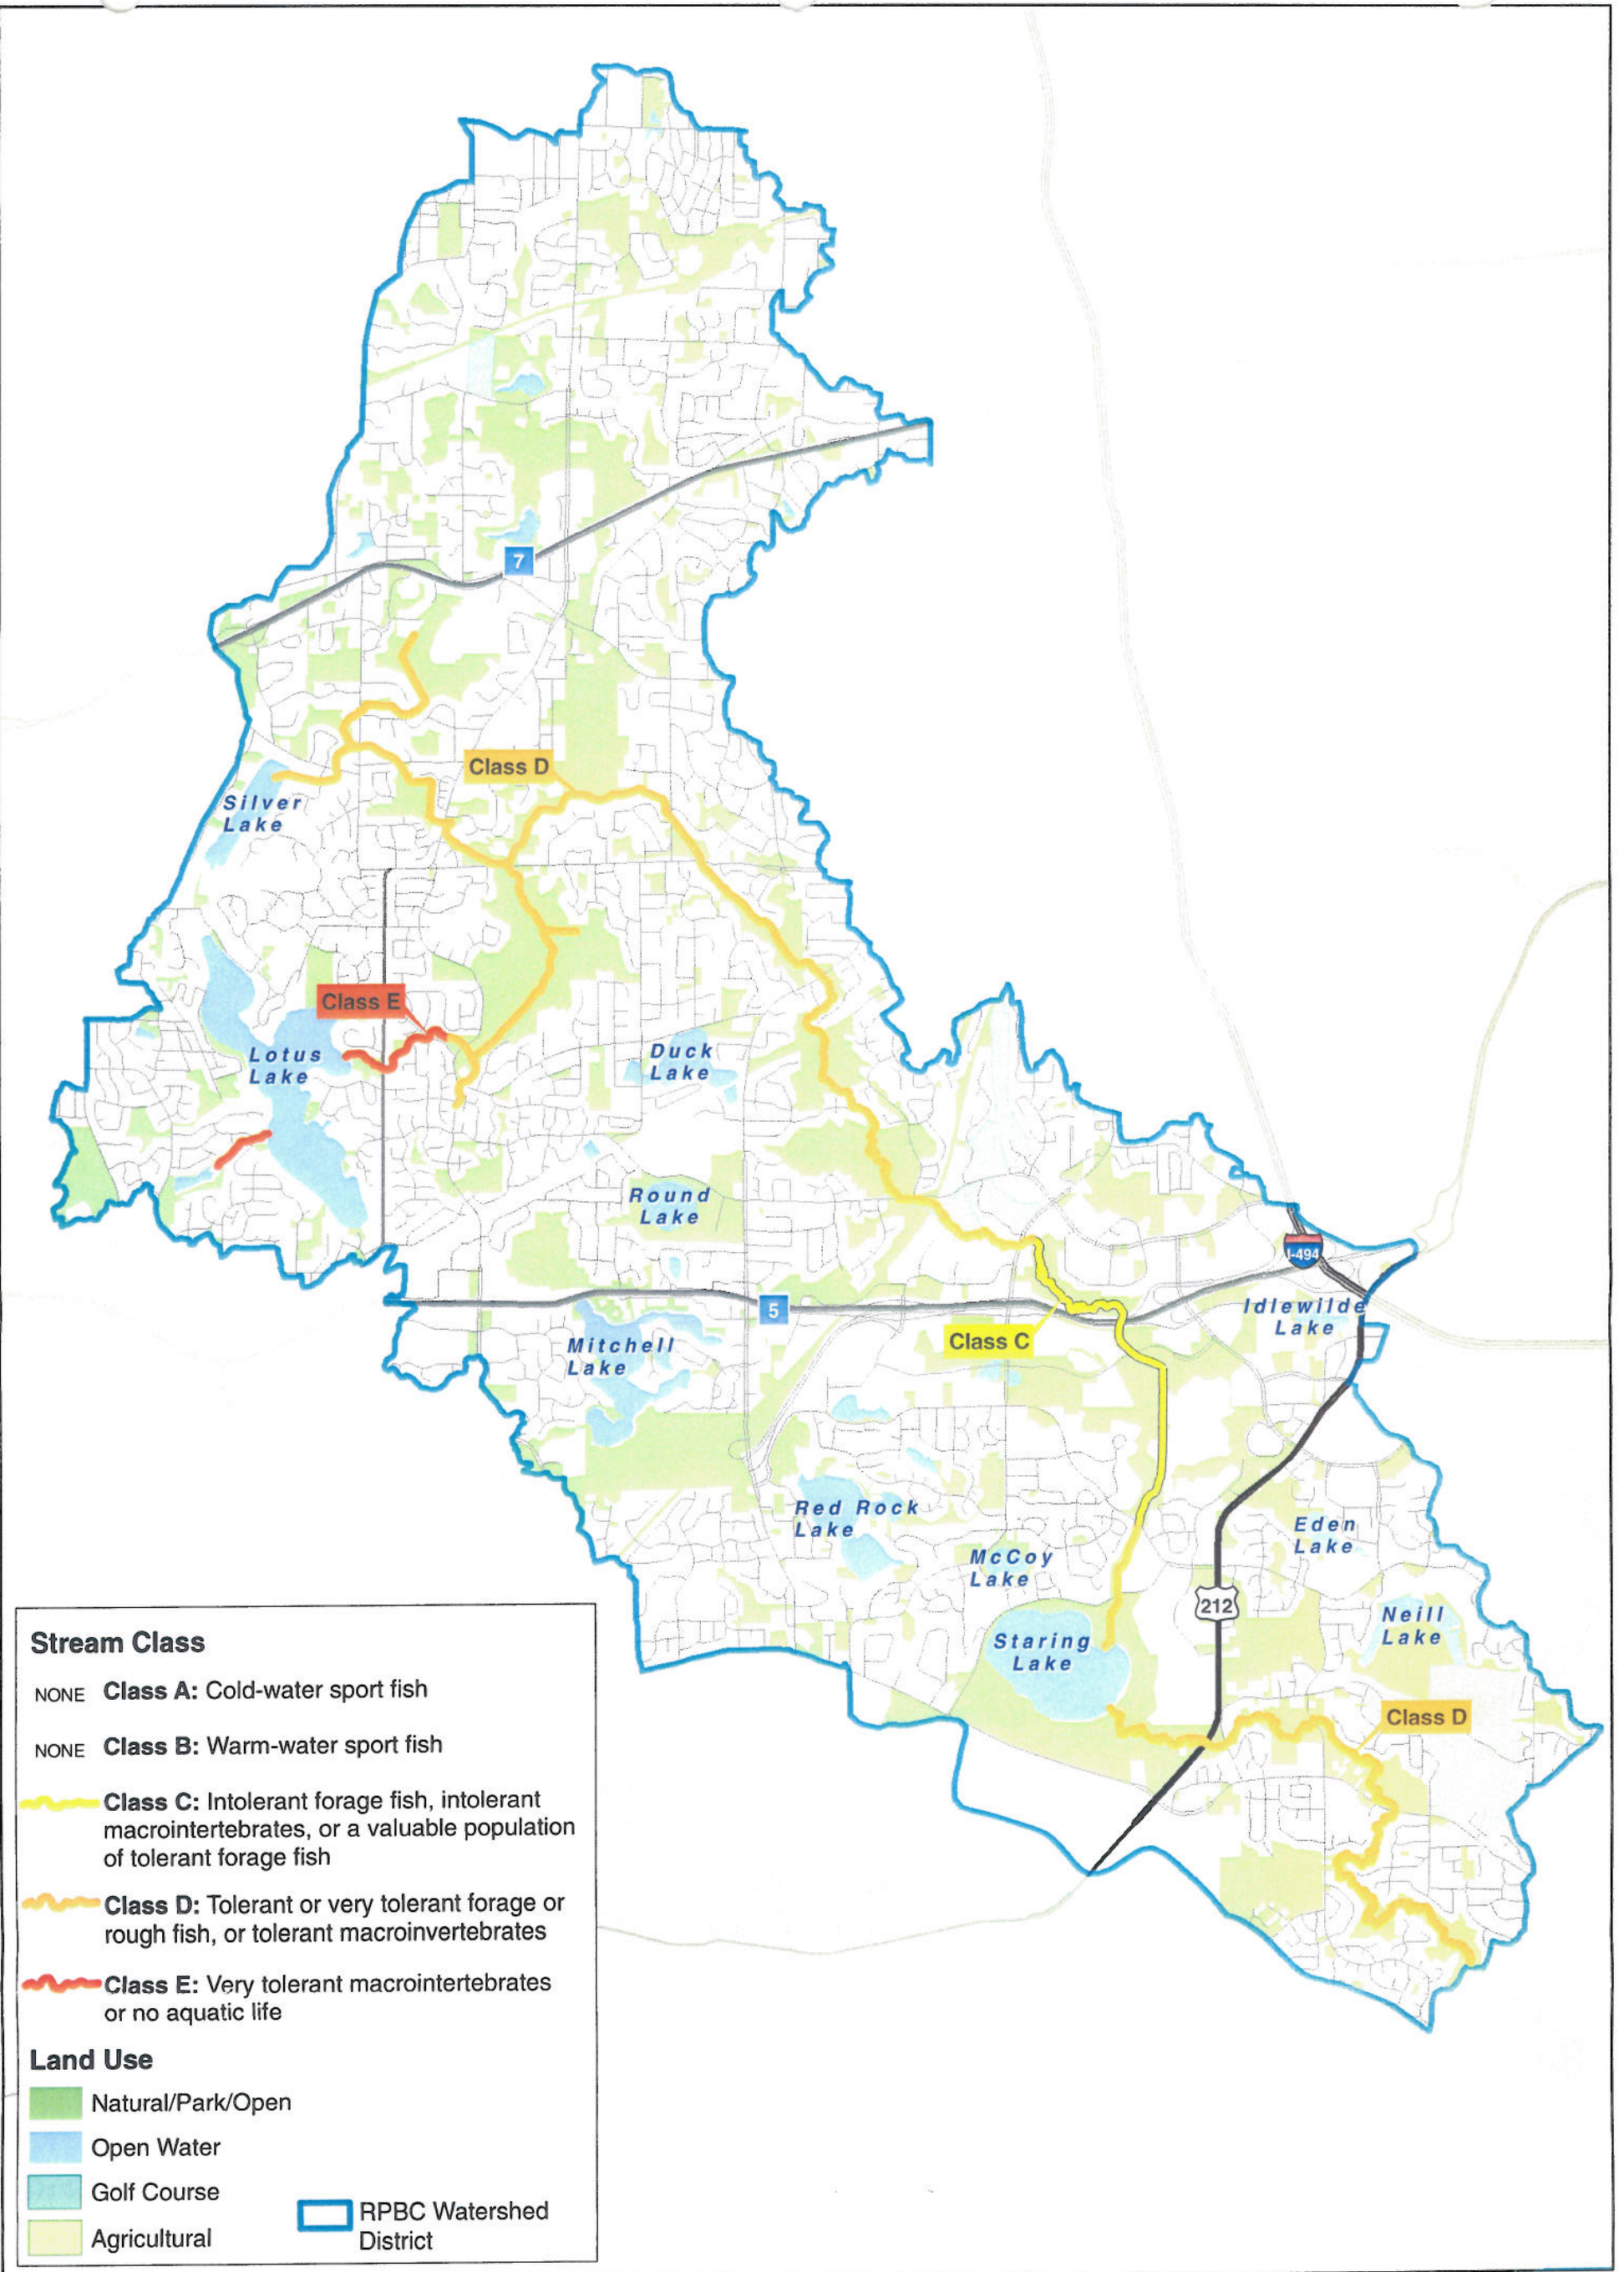 7
Class D
Silver
Lake
Class E
Lotus
Lake
Duck
Lake
Round
Lake
I-494
5
Idlewilde
Lake
Class C
Mitchell
Lake
Red Rock
Lake
Eden
Lake
McCoy
Lake
212
Neill
Lake
Staring
Lake
Class D
Stream Class
NONE Class A: Cold-water sport fish
NONE Class B: Warm-water sport fish
Class C: Intolerant forage fish, intolerant
macrointertebrates, or a valuable population
of tolerant forage fish
Class D: Tolerant or very tolerant forage or
rough fish, or tolerant macroinvertebrates
Class E: Very tolerant macrointertebrates
or no aquatic life
Land Use
Natural/Park/Open
Open Water
Golf Course
Agricultural
RPBC Watershed
District